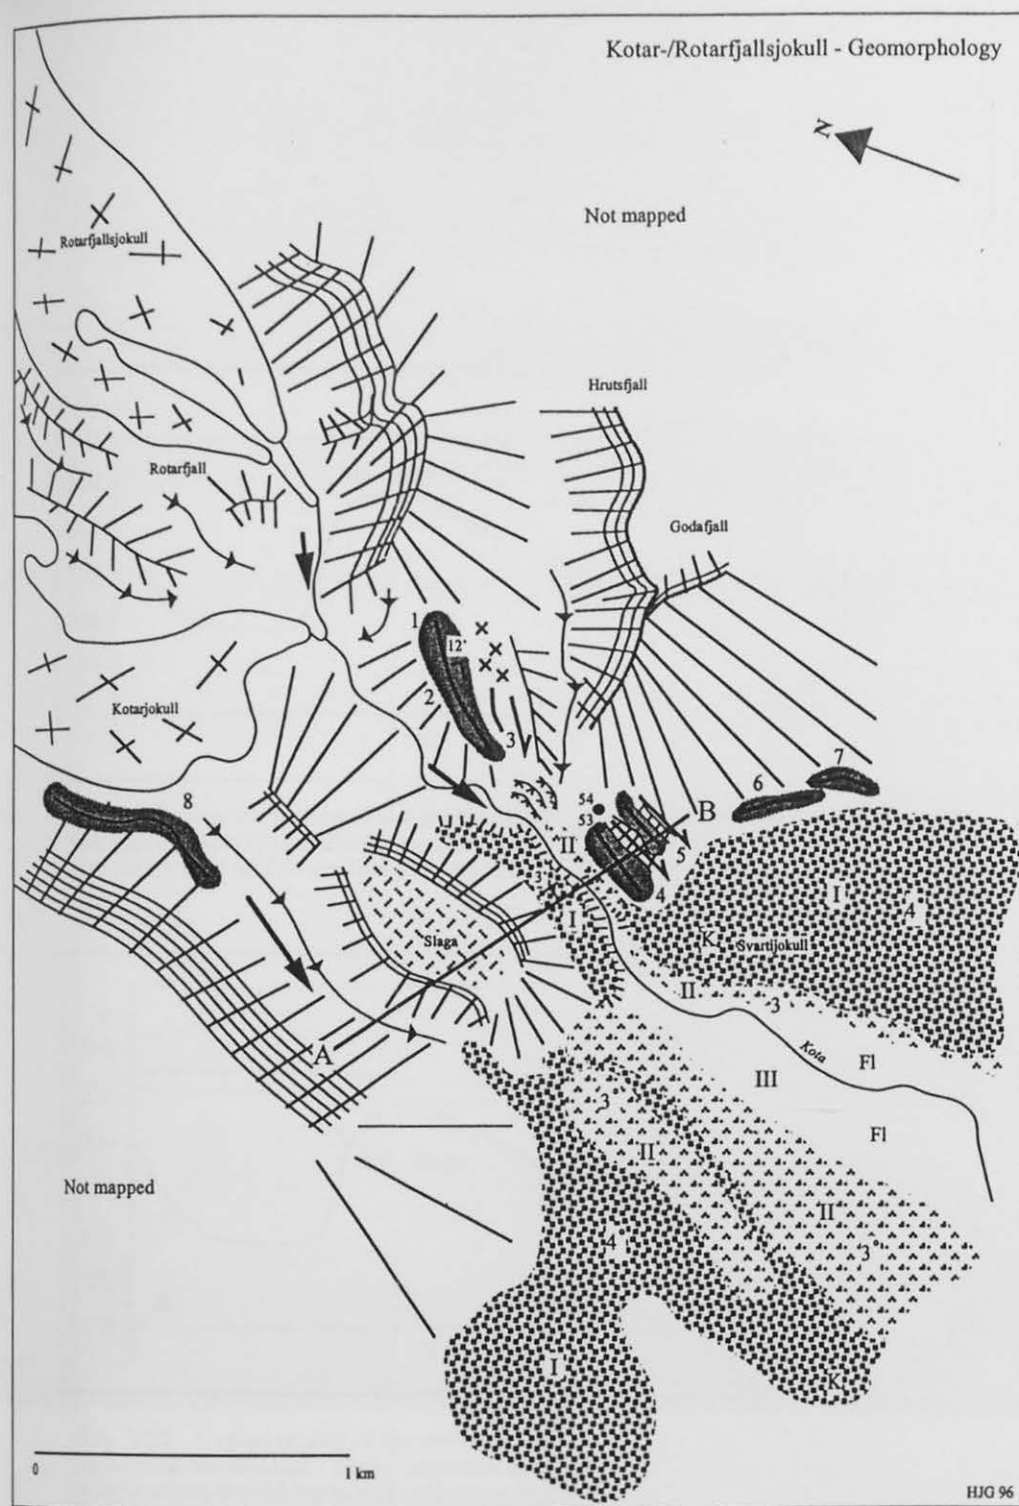 Kotar-/Rotarfjallsjokull - Geomorphology
N
Not mapped
Rotarfjallsjokull
Hrutsfjall
Rotarfjall
Godafjall
1
12°
2
3
Kotarjokull
8
7
6
54
53
B
II
5
4
3°
I
I
4
Slaga
K
Svartijokull
II
3°
A
Kota
Fl
III
3°
Fl
II
Not mapped
II
4
3°
I
K
0
1 km
HJG 96